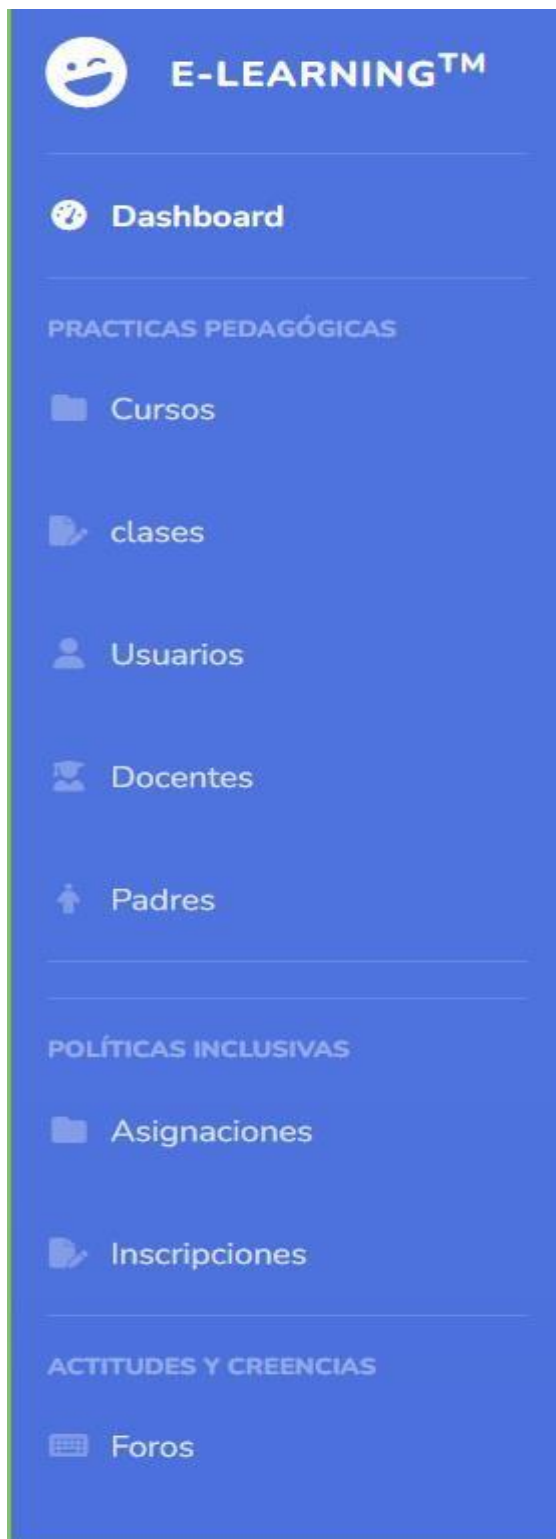 E-LEARNING™
Dashboard
PRACTICAS PEDAGÓGICAS
Cursos
clases
Usuarios
Docentes
Padres
POLÍTICAS INCLUSIVAS
Asignaciones
Inscripciones
ACTITUDES Y CREENCIAS
Foros